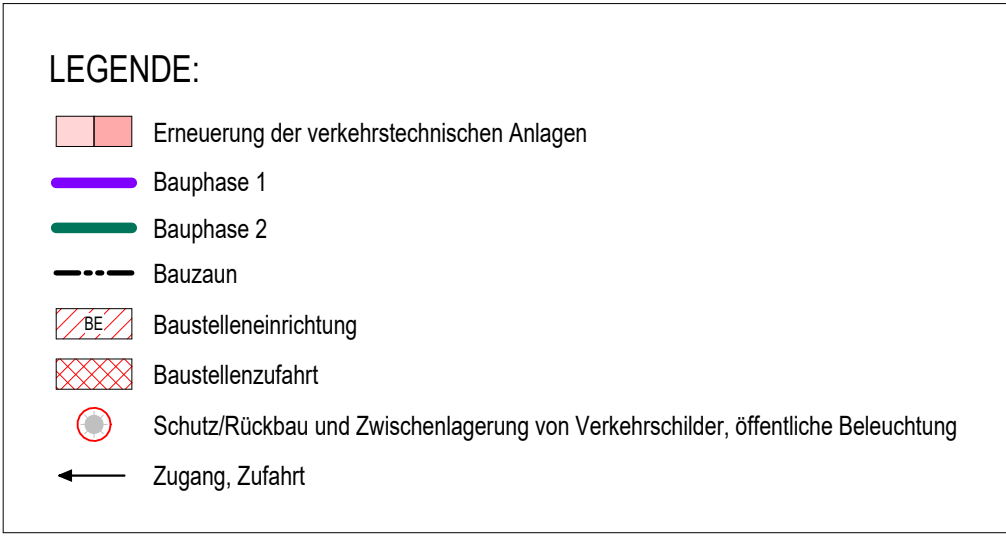 LEGENDE:
Erneuerung der verkehrstechnischen Anlagen
Bauphase 1
Bauphase 2
Bauzaun
BE Baustelleneinrichtung
Baustellenzufahrt
Schutz/Rückbau und Zwischenlagerung von Verkehrschilder, öffentliche Beleuchtung
Zugang, Zufahrt